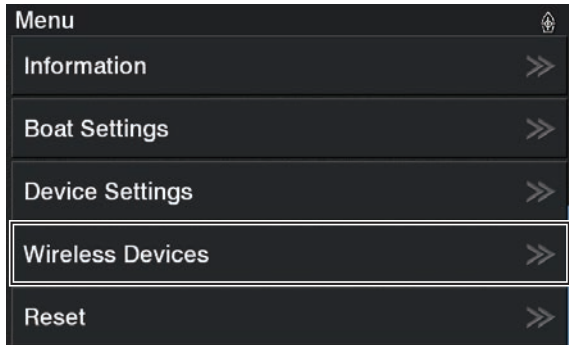 Menu
Information
Boat Settings
Device Settings
Wireless Devices
Reset